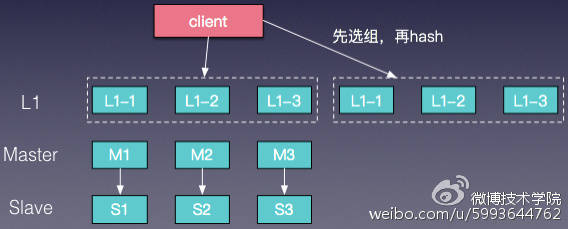 client
先选组，再hash
L1
L1-1 L1-2 L1-3 L1-1 L1-2 L1-3
Master
M1 M2 M3
Slave
S1 S2 S3
微博技术学院
weibo.com/u/5993644762